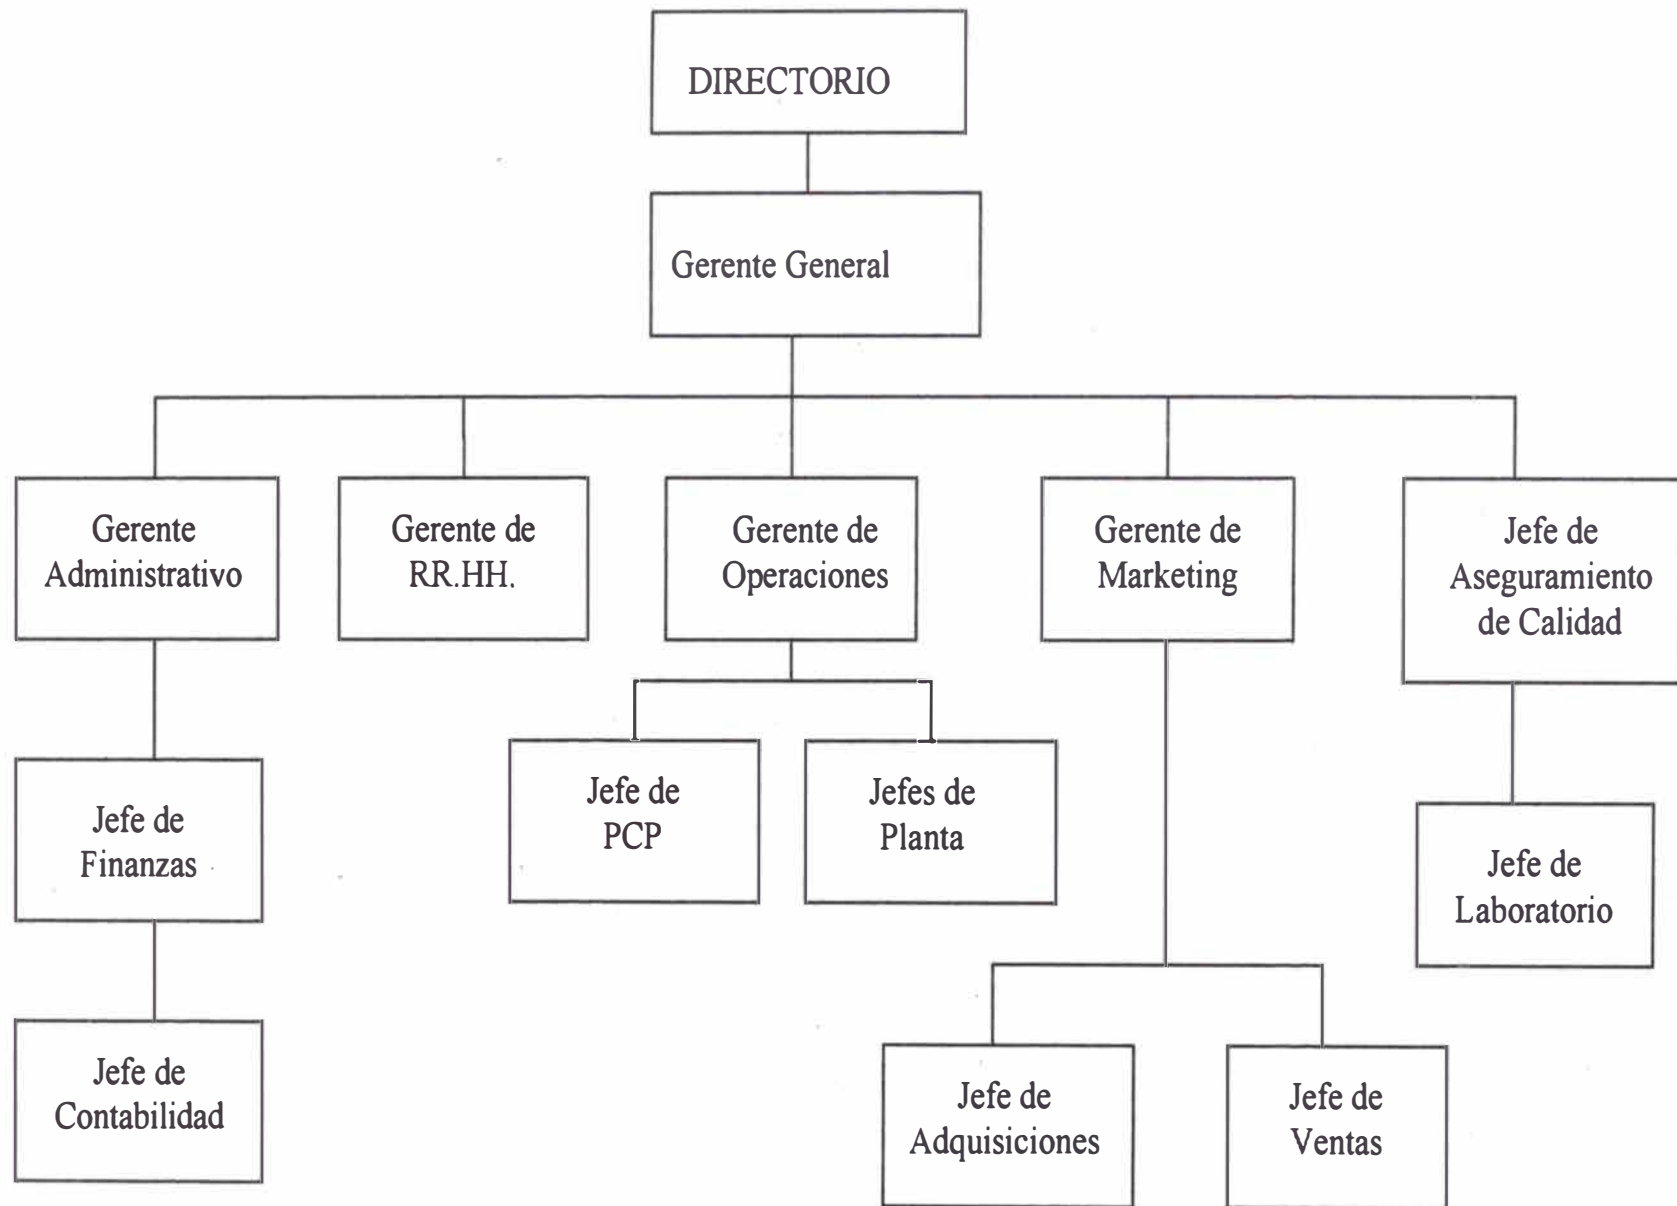 DIRECTORIO
Gerente General
Gerente
Administrativo
Gerente de
RR.HH.
Gerente de
Operaciones
Gerente de
Marketing
Jefe de
Aseguramiento
de Calidad
Jefe de
Finanzas
Jefe de
PCP
Jefes de
Planta
Jefe de
Laboratorio
Jefe de
Contabilidad
Jefe de
Adquisiciones
Jefe de
Ventas